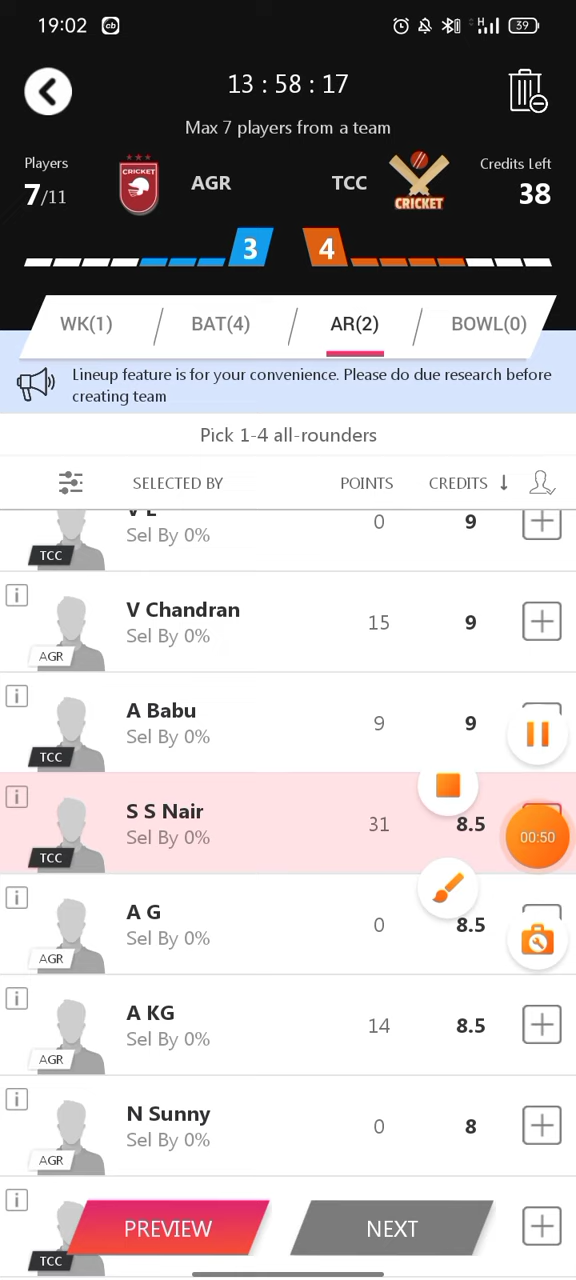 19:02
cb
H
39
13 : 58 : 17
Max 7 players from a team
Players
7/11
CRICKET
AGR
TCC
CRICKET
Credits Left
38
3
4
WK(1)
BAT(4)
AR(2)
BOWL(0)
Lineup feature is for your convenience. Please do due research before
creating team
Pick 1-4 all-rounders
SELECTED BY
POINTS
CREDITS ↓
V L
Sel By 0%
0
9
TCC
V Chandran
Sel By 0%
15
9
AGR
A Babu
Sel By 0%
9
9
TCC
S S Nair
Sel By 0%
31
8.5
TCC
00:50
A G
Sel By 0%
0
8.5
AGR
A KG
Sel By 0%
14
8.5
AGR
N Sunny
Sel By 0%
0
8
AGR
TCC
PREVIEW
NEXT